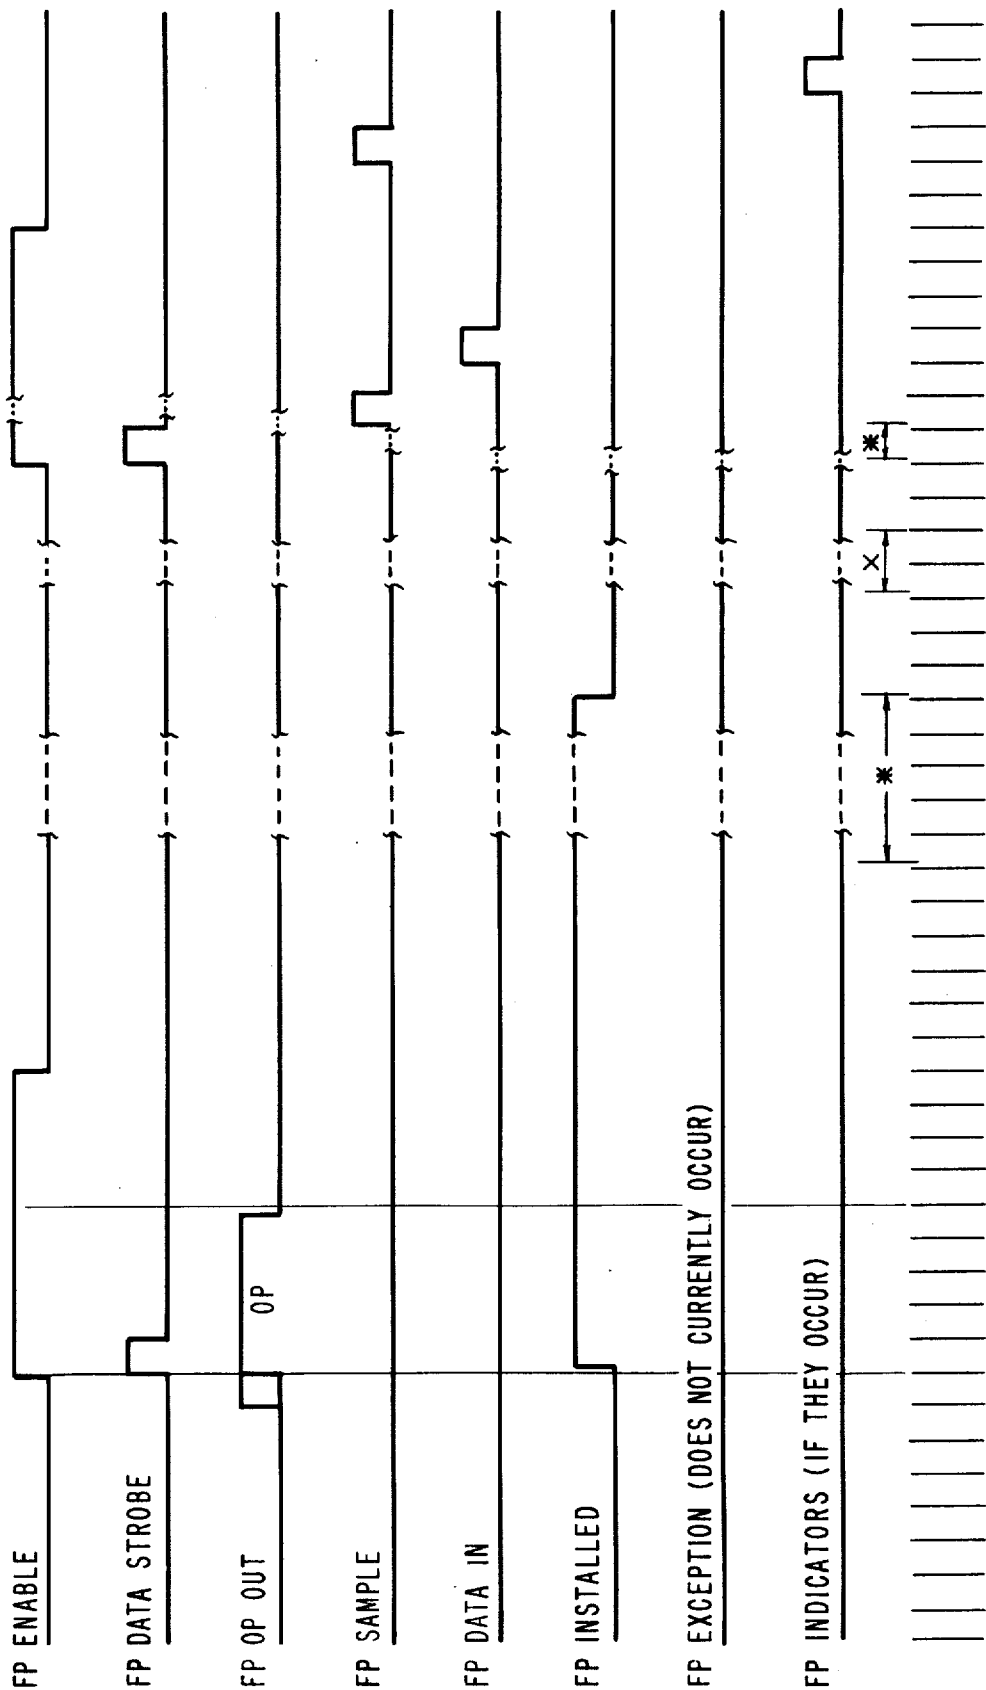 FP ENABLE
FP DATA STROBE
FP OP OUT
OP
FP SAMPLE
FP DATA IN
FP INSTALLED
FP EXCEPTION (DOES NOT CURRENTLY OCCUR)
FP INDICATORS (IF THEY OCCUR)
*
X
*